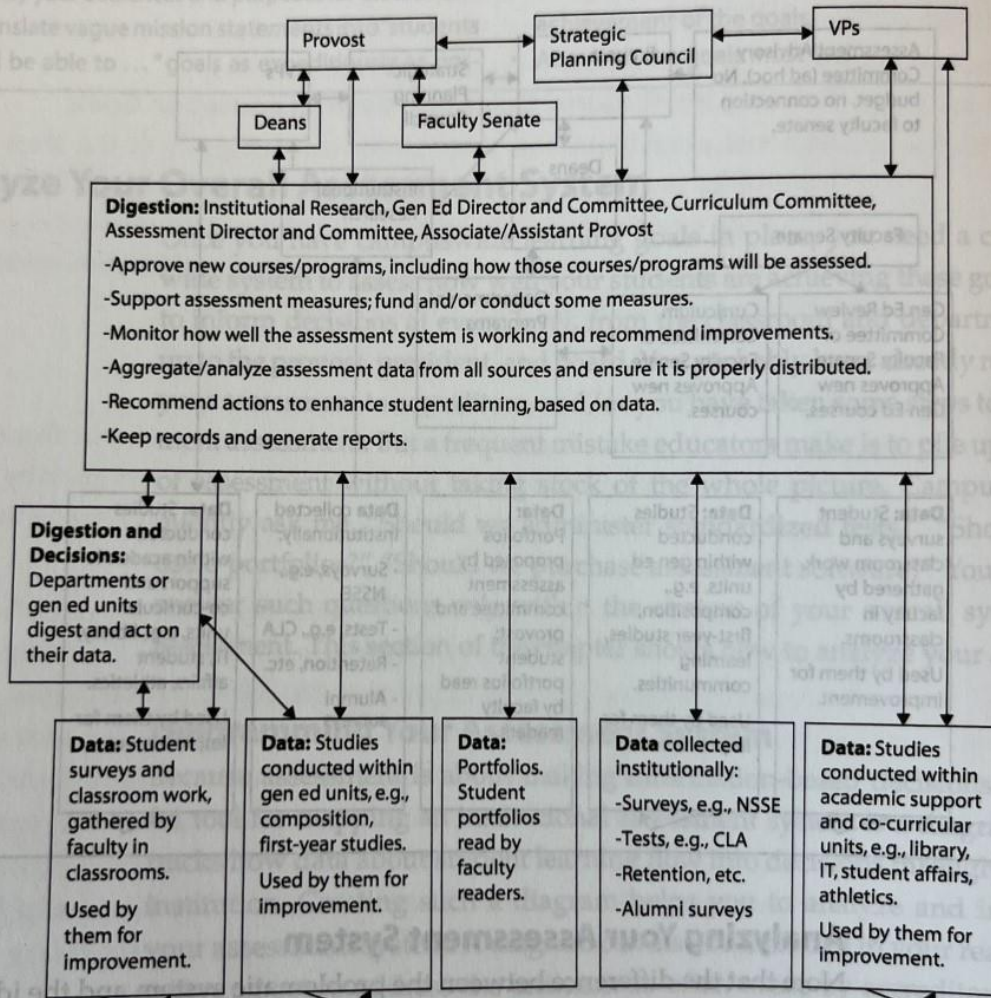 Provost
Strategic
Planning Council
VPs
Deans
Faculty Senate
Digestion: Institutional Research, Gen Ed Director and Committee, Curriculum Committee,
Assessment Director and Committee, Associate/Assistant Provost
-Approve new courses/programs, including how those courses/programs will be assessed.
-Support assessment measures; fund and/or conduct some measures.
-Monitor how well the assessment system is working and recommend improvements.
-Aggregate/analyze assessment data from all sources and ensure it is properly distributed.
-Recommend actions to enhance student learning, based on data.
-Keep records and generate reports.
Digestion and
Decisions:
Departments or
gen ed units
digest and act on
their data.
Data: Student
surveys and
classroom work,
gathered by
faculty in
classrooms.
Used by
them for
improvement.
Data: Studies
conducted within
gen ed units, e.g.,
composition,
first-year studies.
Used by them for
improvement.
Data:
Portfolios.
Student
portfolios
read by
faculty
readers.
Data collected
institutionally:
-Surveys, e.g., NSSE
-Tests, e.g., CLA
-Retention, etc.
-Alumni surveys
Data: Studies
conducted within
academic support
and co-curricular
units, e.g., library,
IT, student affairs,
athletics.
Used by them for
improvement.